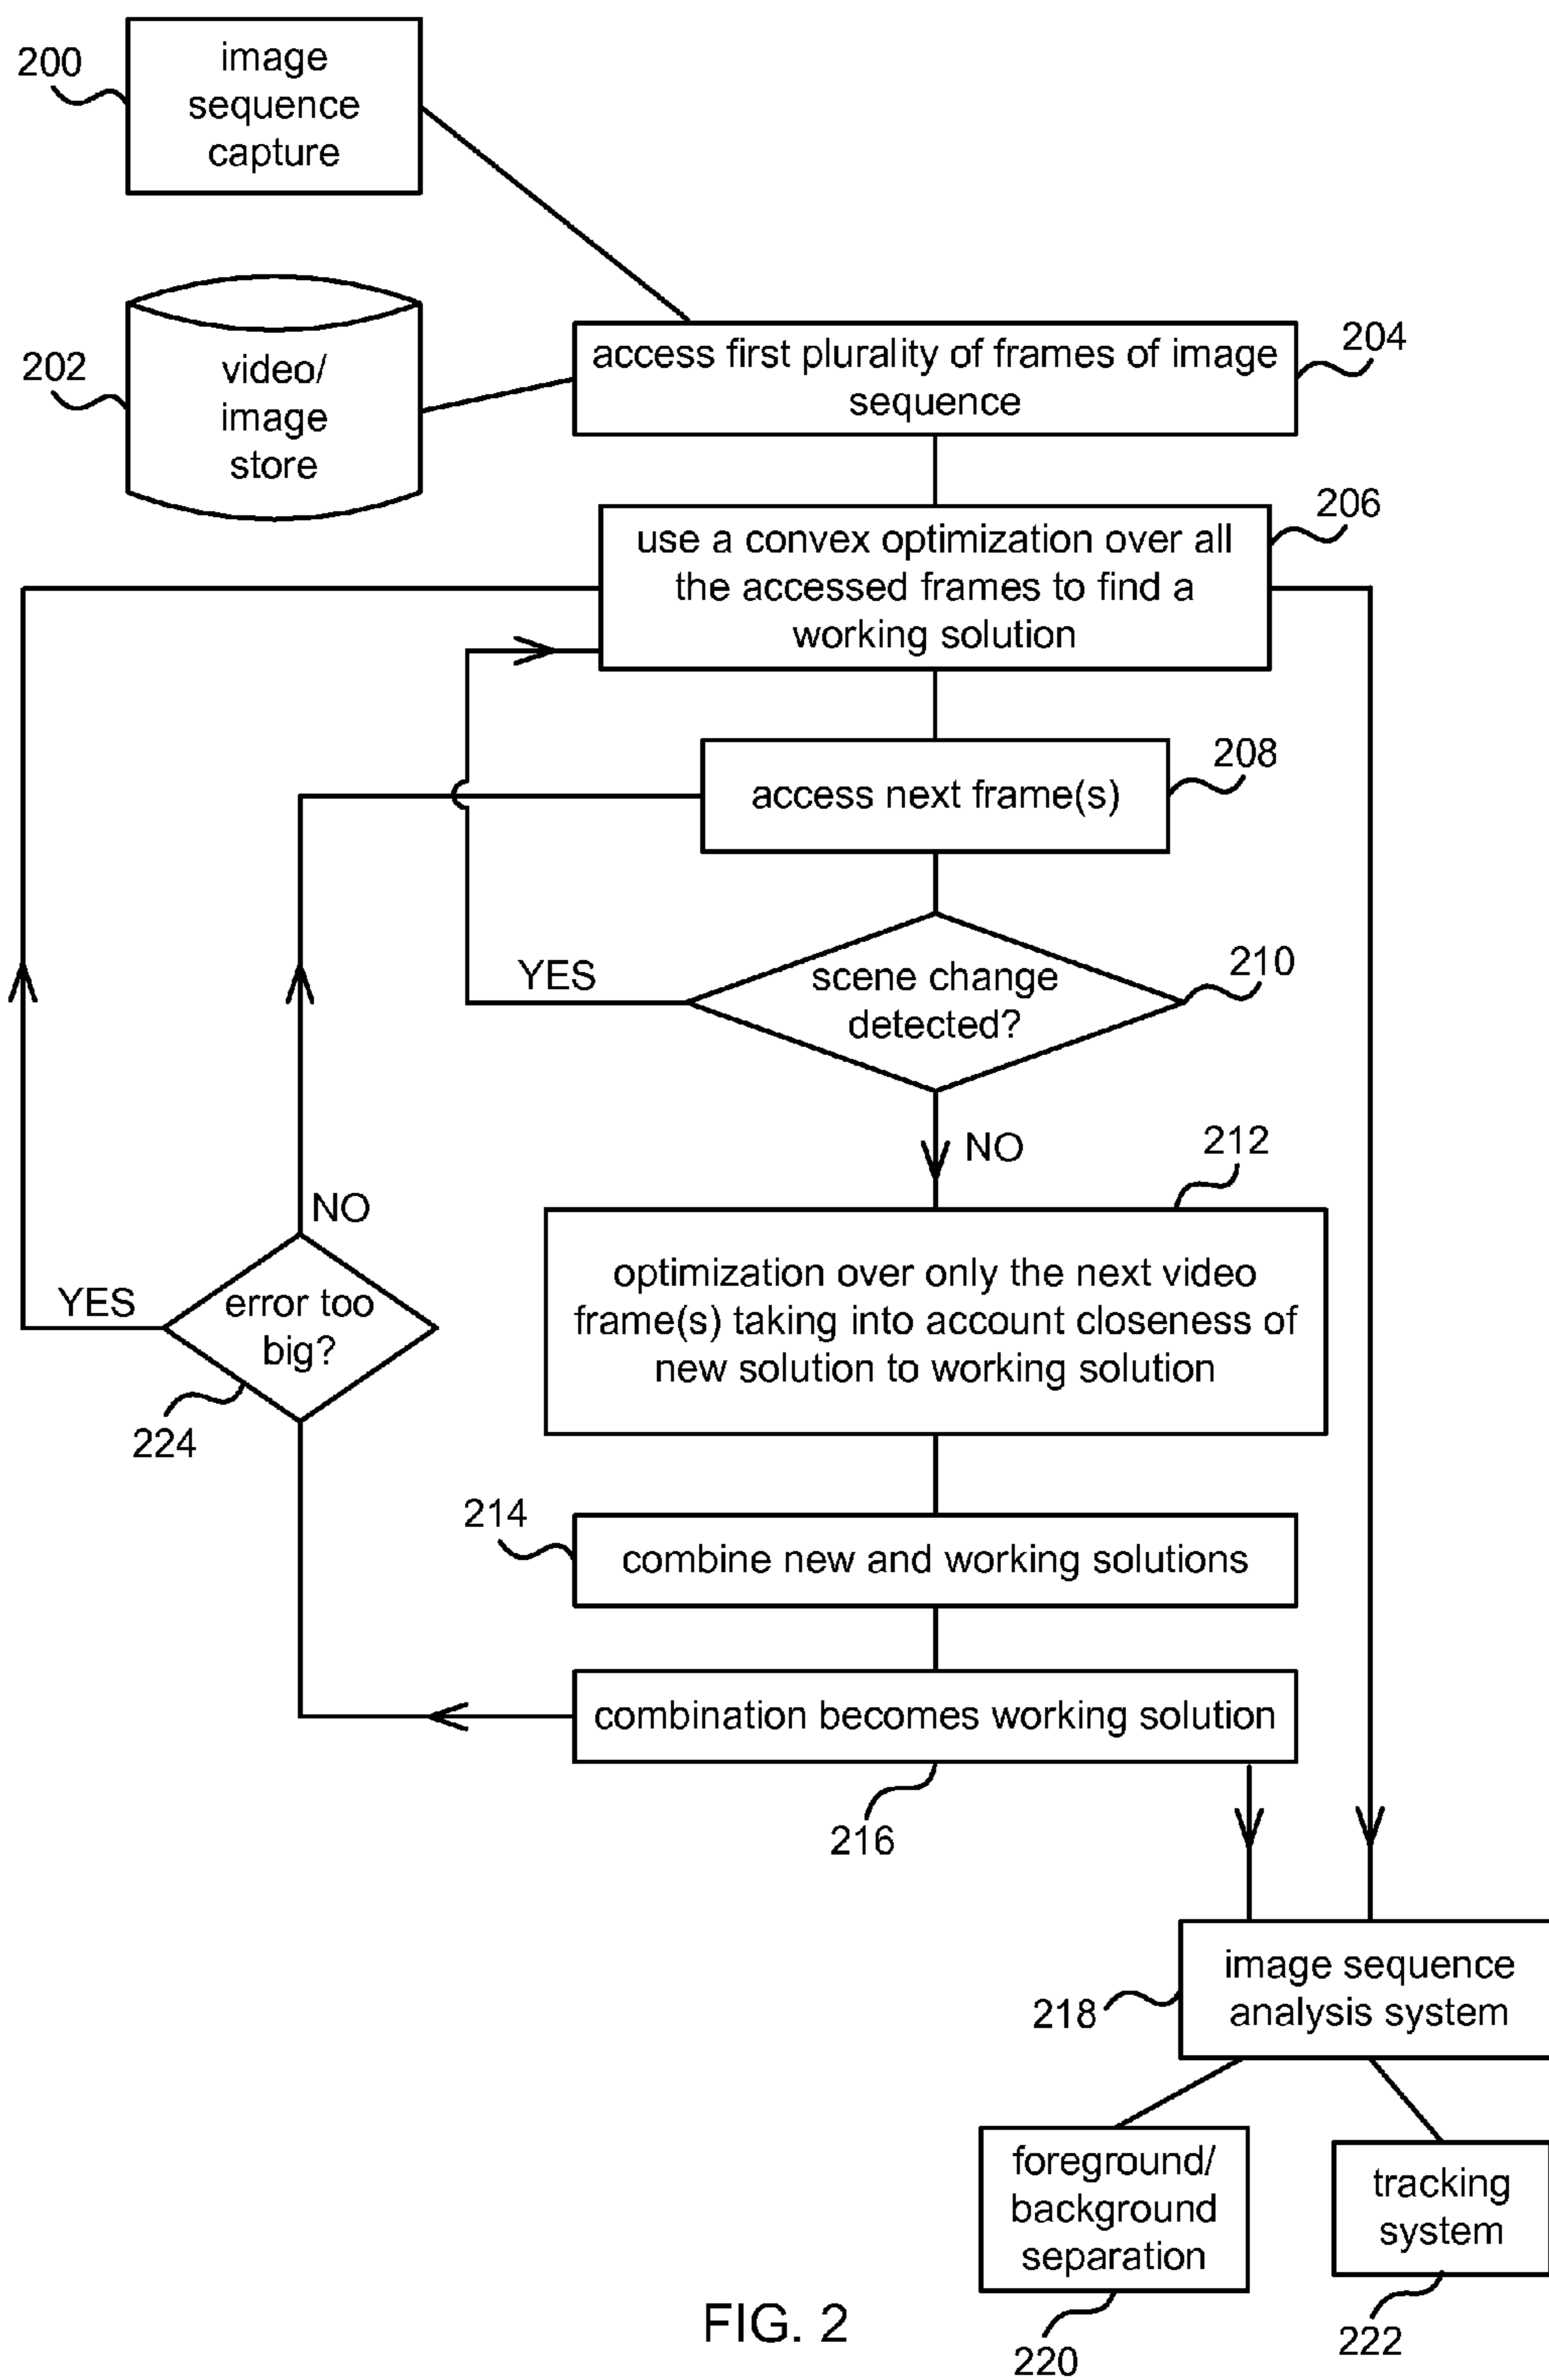 200
image
sequence
capture
202
video/
image
store
access first plurality of frames of image
sequence
204
use a convex optimization over all
the accessed frames to find a
working solution
206
access next frame(s)
208
scene change
detected?
210
YES
NO
212
optimization over only the next video
frame(s) taking into account closeness of
new solution to working solution
NO
YES
error too
big?
224
214
combine new and working solutions
combination becomes working solution
216
image sequence
analysis system
218
foreground/
background
separation
220
tracking
system
222
FIG. 2